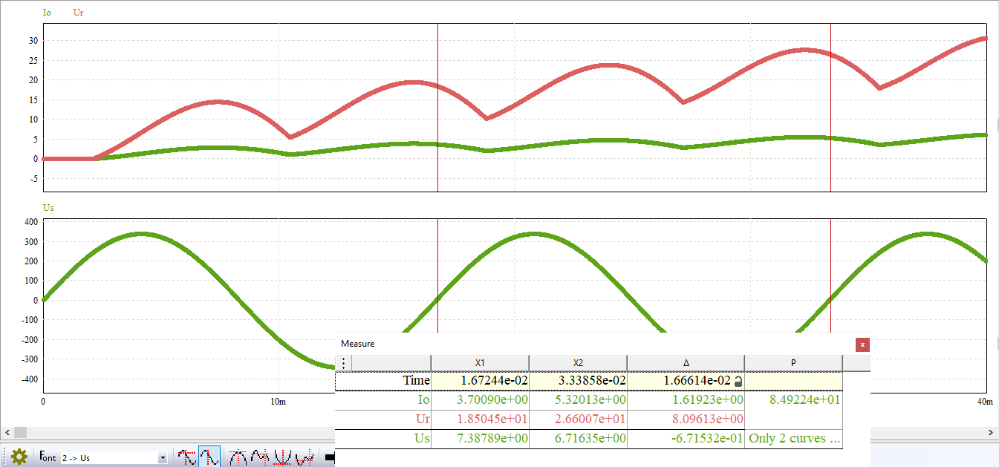 Io Ur
30
25
20
15
10
5
0
-5
Us
400
300
200
100
0
-100
-200
-300
-400
0 10m 40m
Measure x
X1 X2 Δ P
Time 1.67244e-02 3.33858e-02 1.66614e-02
Io 3.70090e+00 5.32013e+00 1.61923e+00 8.49224e+01
Ur 1.85045e+01 2.66007e+01 8.09613e+00
Us 7.38789e+00 6.71635e+00 -6.71532e-01 Only 2 curves ...
Font 2 -> Us